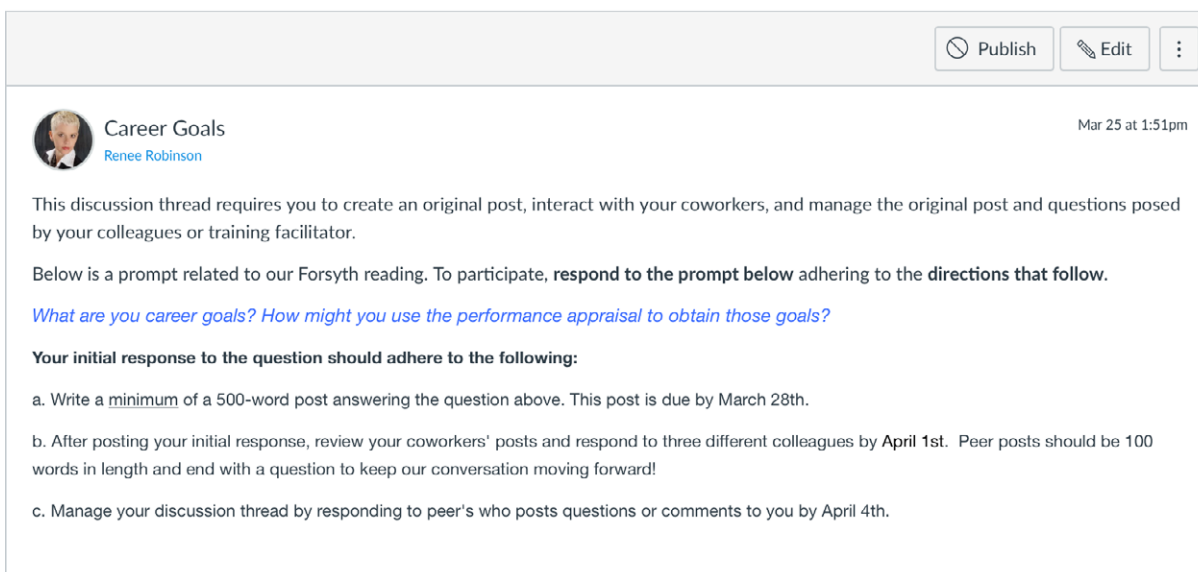 Publish
Edit
Career Goals
Mar 25 at 1:51pm
Renee Robinson
This discussion thread requires you to create an original post, interact with your coworkers, and manage the original post and questions posed
by your colleagues or training facilitator.
Below is a prompt related to our Forsyth reading. To participate, respond to the prompt below adhering to the directions that follow.
What are you career goals? How might you use the performance appraisal to obtain those goals?
Your initial response to the question should adhere to the following:
a. Write a minimum of a 500-word post answering the question above. This post is due by March 28th.
b. After posting your initial response, review your coworkers' posts and respond to three different colleagues by April 1st.  Peer posts should be 100
words in length and end with a question to keep our conversation moving forward!
c. Manage your discussion thread by responding to peer's who posts questions or comments to you by April 4th.